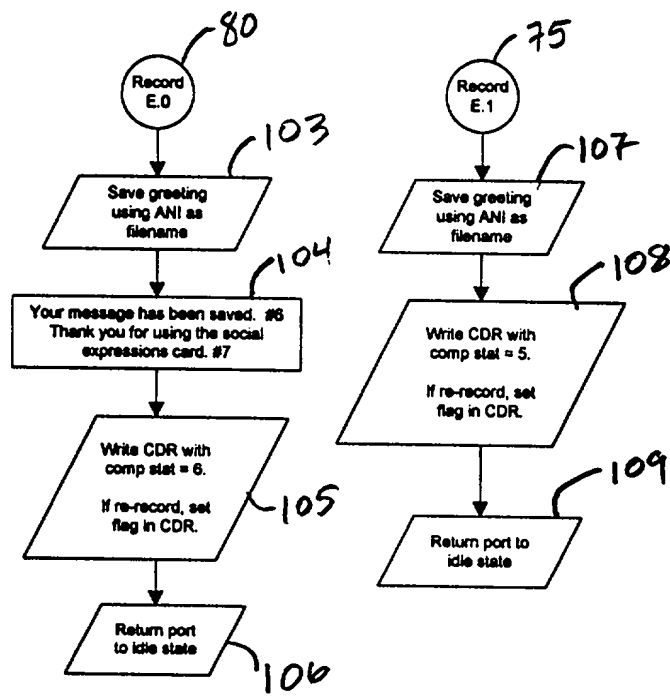 80
Record
E.0
103
Save greeting
using ANI as
filename
104
Your message has been saved. #6
Thank you for using the social
expressions card. #7
Write CDR with
comp stat = 6.
If re-record, set
flag in CDR.
105
Return port
to idle state
106
75
Record
E.1
107
Save greeting
using ANI as
filename
108
Write CDR with
comp stat = 5.
If re-record, set
flag in CDR.
109
Return port to
idle state